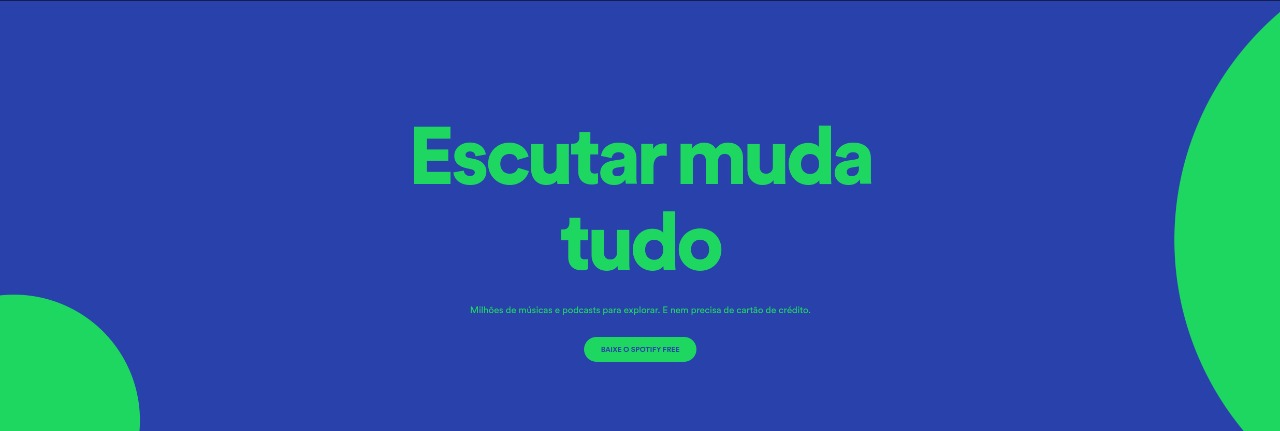 Escutar muda
tudo
Milhões de músicas e podcasts para explorar. E nem precisa de cartão de crédito.
BAIXE O SPOTIFY FREE